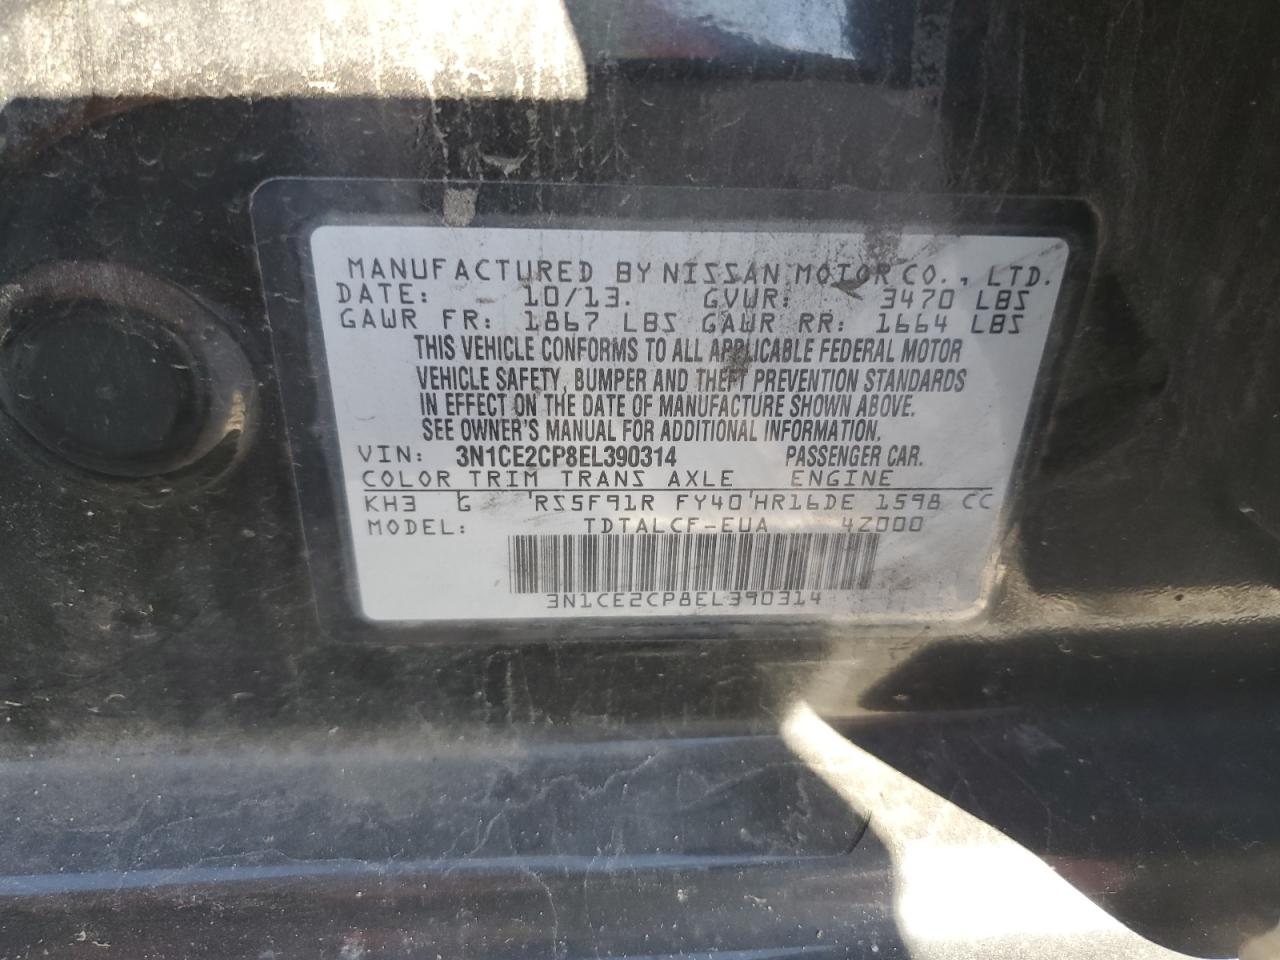 MANUFACTURED BY NISSAN MOTOR CO., LTD.
DATE: 10/13. GVWR: 3470 LBS
GAWR FR: 1867 LBS GAWR RR: 1664 LBS
THIS VEHICLE CONFORMS TO ALL APPLICABLE FEDERAL MOTOR
VEHICLE SAFETY, BUMPER AND THEFT PREVENTION STANDARDS
IN EFFECT ON THE DATE OF MANUFACTURE SHOWN ABOVE.
SEE OWNER'S MANUAL FOR ADDITIONAL INFORMATION.
VIN: 3N1CE2CP8EL390314 PASSENGER CAR.
COLOR TRIM TRANS AXLE ENGINE
KH3 G RS5F91R FY40 HR16DE 1598 CC
MODEL: TDTALCF-EUA 4Z000
3N1CE2CP8EL390314